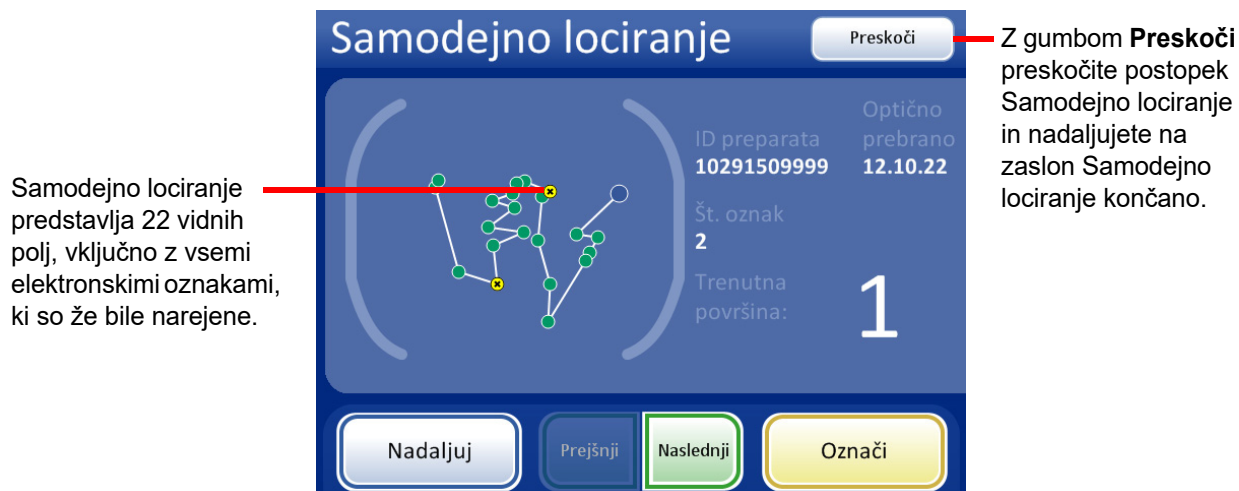 Samodejno lociranje
Preskoči
Z gumbom Preskoči
preskočite postopek
Samodejno lociranje
in nadaljujete na
zaslon Samodejno
lociranje končano.
Samodejno lociranje
predstavlja 22 vidnih
polj, vključno z vsemi
elektronskimi oznakami,
ki so že bile narejene.
ID preparata
10291509999
Optično
prebrano
12.10.22
Št. oznak
2
Trenutna
površina:
1
Nadaljuj
Prejšnji
Naslednji
Označi